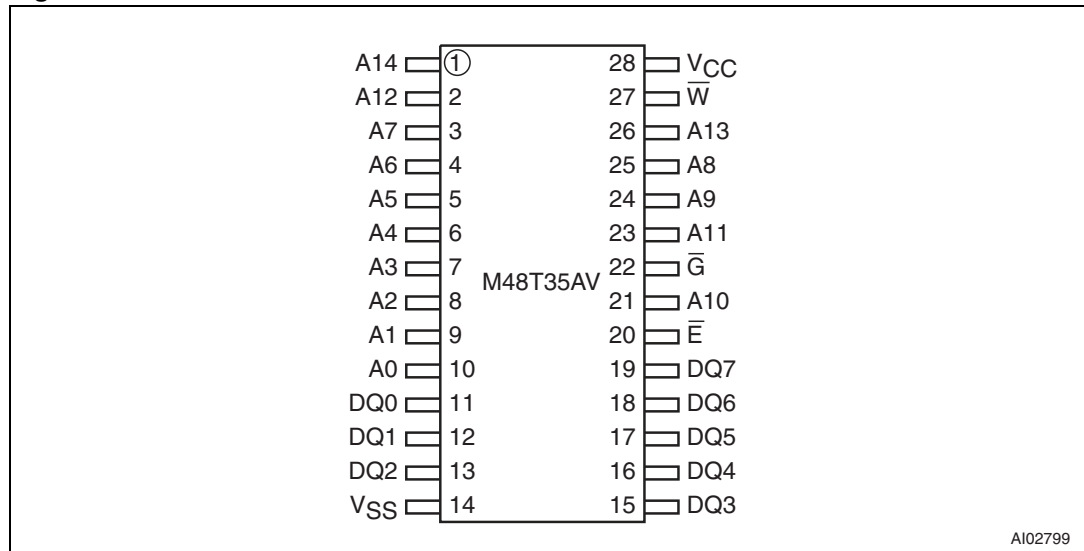 A14 1 28 VCC
A12 2 27 W̅
A7 3 26 A13
A6 4 25 A8
A5 5 24 A9
A4 6 23 A11
A3 7 22 G̅
M48T35AV
A2 8 21 A10
A1 9 20 E̅
A0 10 19 DQ7
DQ0 11 18 DQ6
DQ1 12 17 DQ5
DQ2 13 16 DQ4
VSS 14 15 DQ3
AI02799